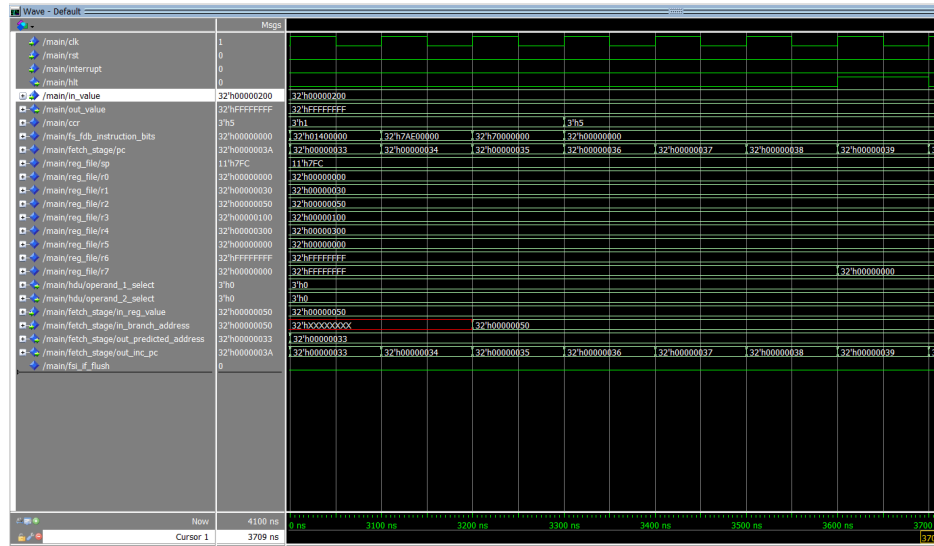 Wave - Default
Msgs
/main/clk 1
/main/rst 0
/main/interrupt 0
/main/hlt 0
/main/in_value 32'h00000200 32'h00000200
/main/out_value 32'hFFFFFFFF 32'hFFFFFFFF
/main/ccr 3'h5 3'h1 3'h5
/main/fs_fdb_instruction_bits 32'h00000000 32'h01400000 32'h7AE00000 32'h70000000 32'h00000000
/main/fetch_stage/pc 32'h0000003A 32'h00000033 32'h00000034 32'h00000035 32'h00000036 32'h00000037 32'h00000038 32'h00000039
/main/reg_file/sp 11'h7FC 11'h7FC
/main/reg_file/r0 32'h00000000 32'h00000000
/main/reg_file/r1 32'h00000030 32'h00000030
/main/reg_file/r2 32'h00000050 32'h00000050
/main/reg_file/r3 32'h00000100 32'h00000100
/main/reg_file/r4 32'h00000300 32'h00000300
/main/reg_file/r5 32'h00000000 32'h00000000
/main/reg_file/r6 32'hFFFFFFFF 32'hFFFFFFFF
/main/reg_file/r7 32'h00000000 32'hFFFFFFFF 32'h00000000
/main/hdu/operand_1_select 3'h0 3'h0
/main/hdu/operand_2_select 3'h0 3'h0
/main/fetch_stage/in_reg_value 32'h00000050 32'h00000050
/main/fetch_stage/in_branch_address 32'h00000050 32'hXXXXXXXX 32'h00000050
/main/fetch_stage/out_predicted_address 32'h00000033 32'h00000033
/main/fetch_stage/out_inc_pc 32'h0000003A 32'h00000033 32'h00000034 32'h00000035 32'h00000036 32'h00000037 32'h00000038 32'h00000039
/main/fsi_if_flush 0
Now 4100 ns 0 ns 3100 ns 3200 ns 3300 ns 3400 ns 3500 ns 3600 ns 3700
Cursor 1 3709 ns 370